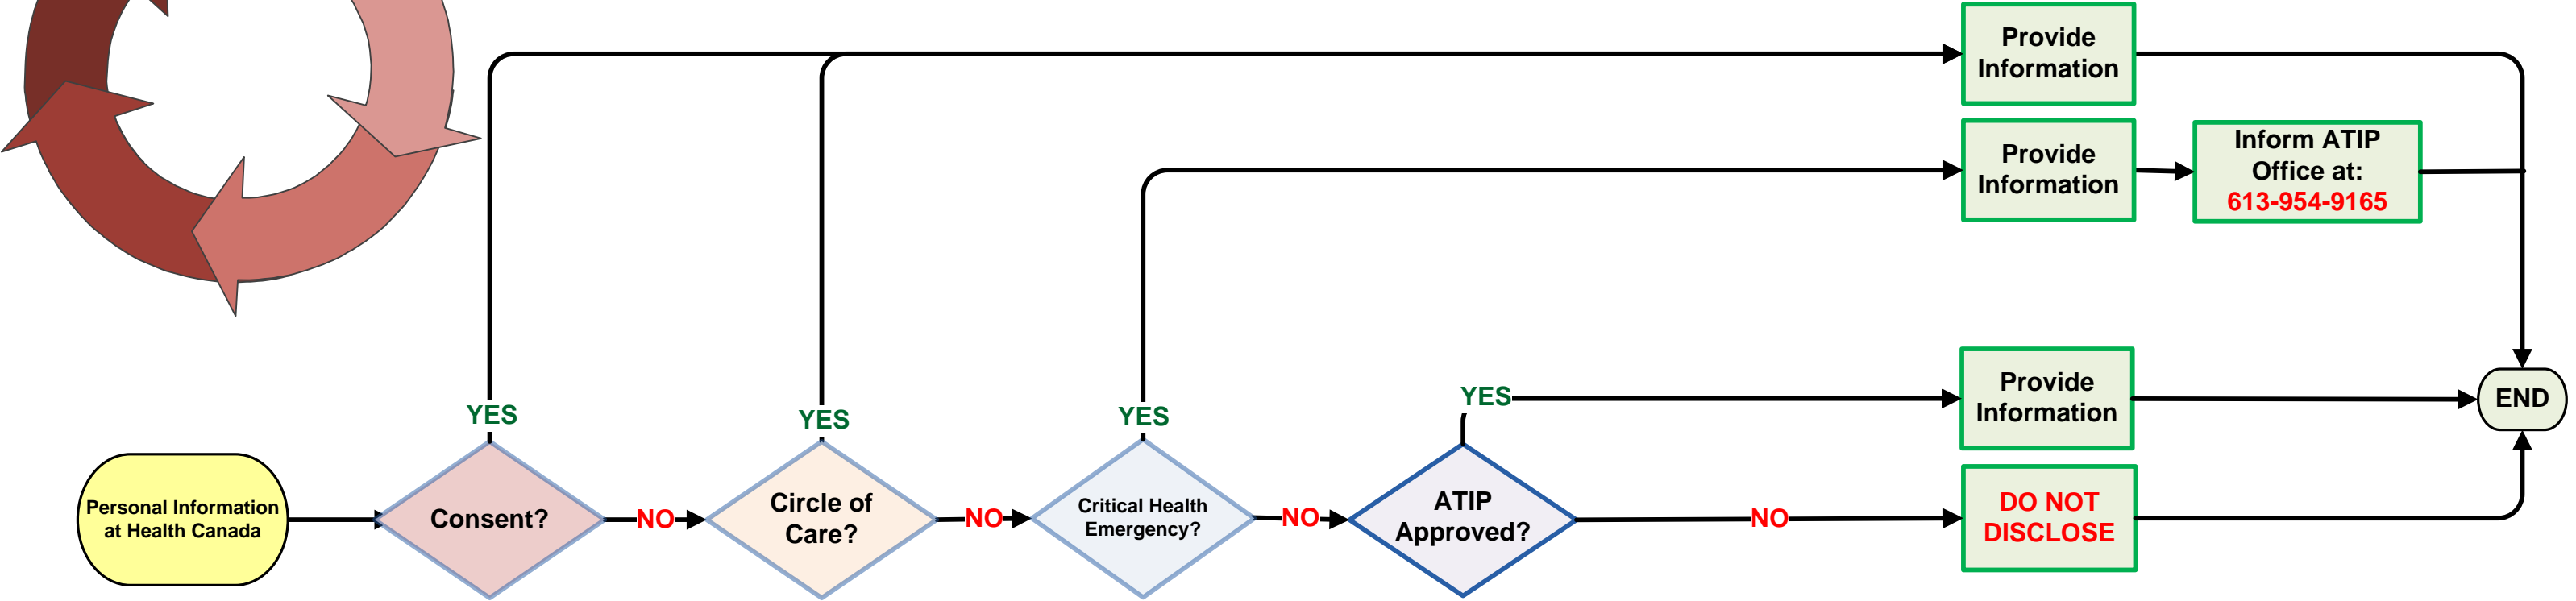 Provide
Information
Provide
Information
Inform ATIP
Office at:
613-954-9165
YES
YES
YES
YES
Provide
Information
END
Personal Information
at Health Canada
Consent?
NO
Circle of
Care?
NO
Critical Health
Emergency?
NO
ATIP
Approved?
NO
DO NOT
DISCLOSE